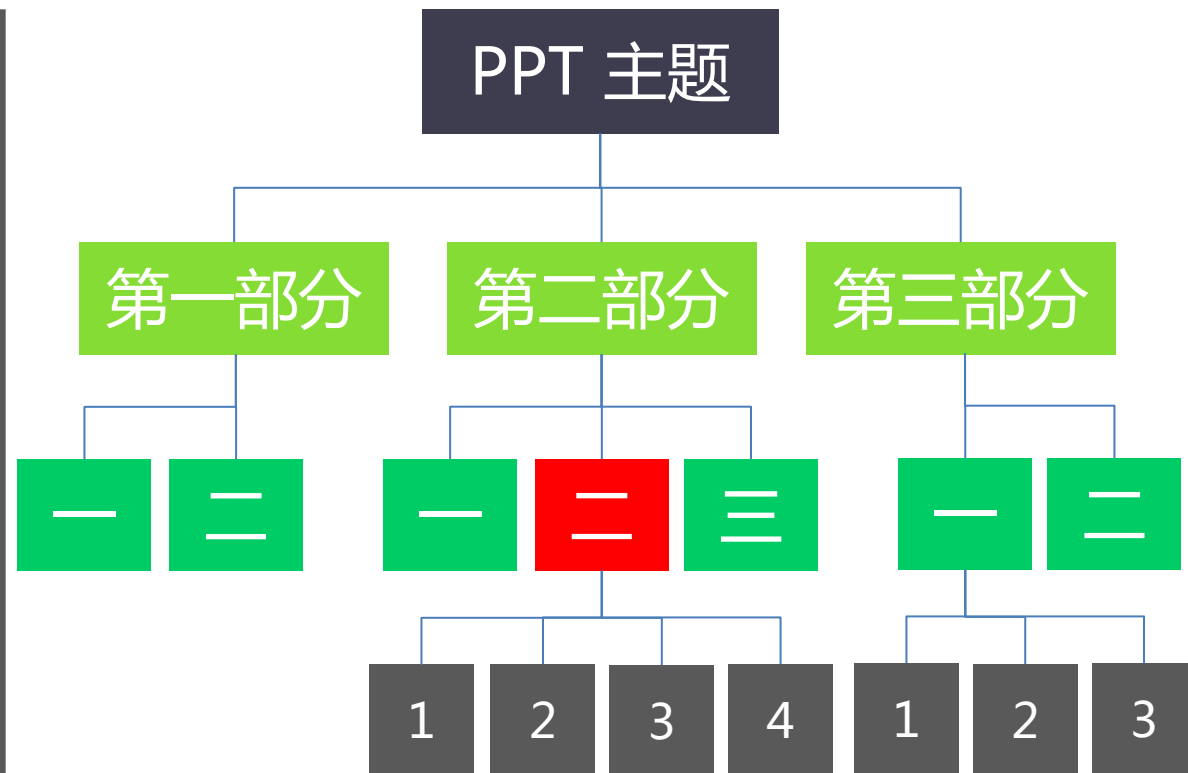 PPT 主题
第一部分 第二部分 第三部分
一 二 一 二 三 一 二
1 2 3 4 1 2 3